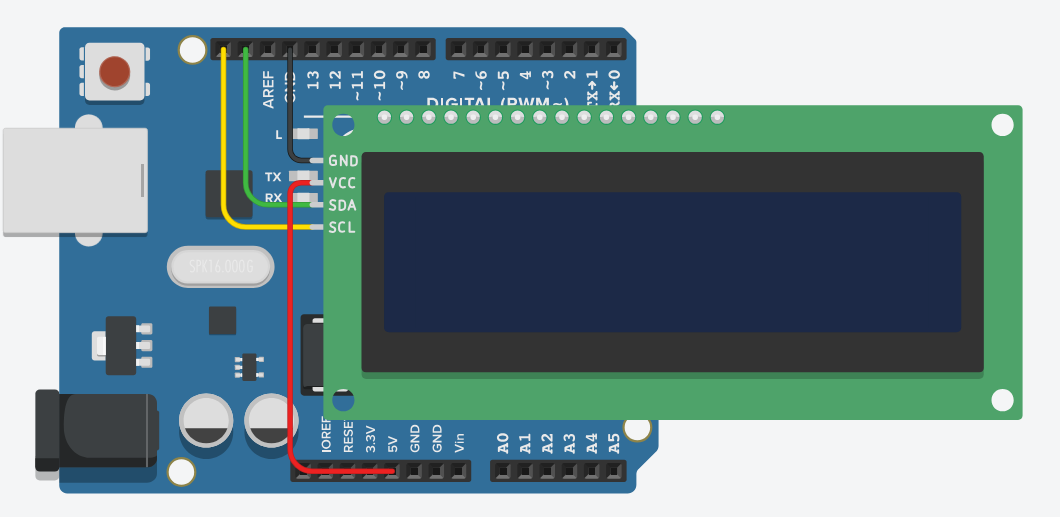 AREF
GND
13
12
~11
~10
~9
8
7
~6
~5
4
~3
2
TX→1
RX←0
DIGITAL (PWM~)
L
TX
RX
GND
VCC
SDA
SCL
SPK16.000G
IOREF
RESET
3.3V
5V
GND
GND
Vin
A0
A1
A2
A3
A4
A5